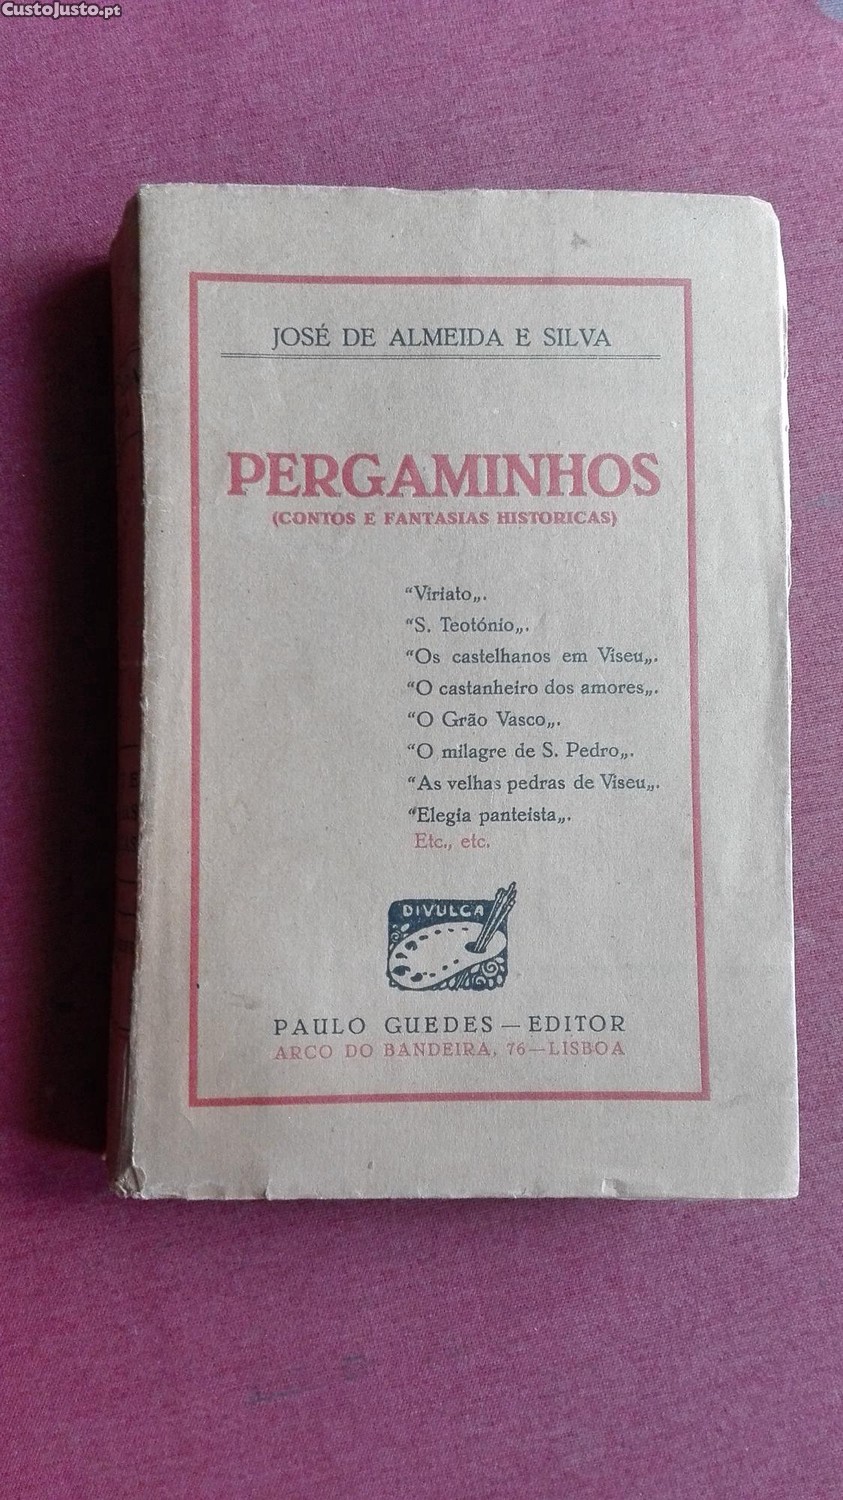 CustoJusto.pt
JOSÉ DE ALMEIDA E SILVA
PERGAMINHOS
(CONTOS E FANTASIAS HISTORICAS)
“Viriato„.
“S. Teotónio„.
“Os castelhanos em Viseu„.
“O castanheiro dos amores„.
“O Grão Vasco„.
“O milagre de S. Pedro„.
“As velhas pedras de Viseu„.
“Elegia panteista„.
Etc., etc.
DIVULGA
PAULO GUEDES — EDITOR
ARCO DO BANDEIRA, 76—LISBOA